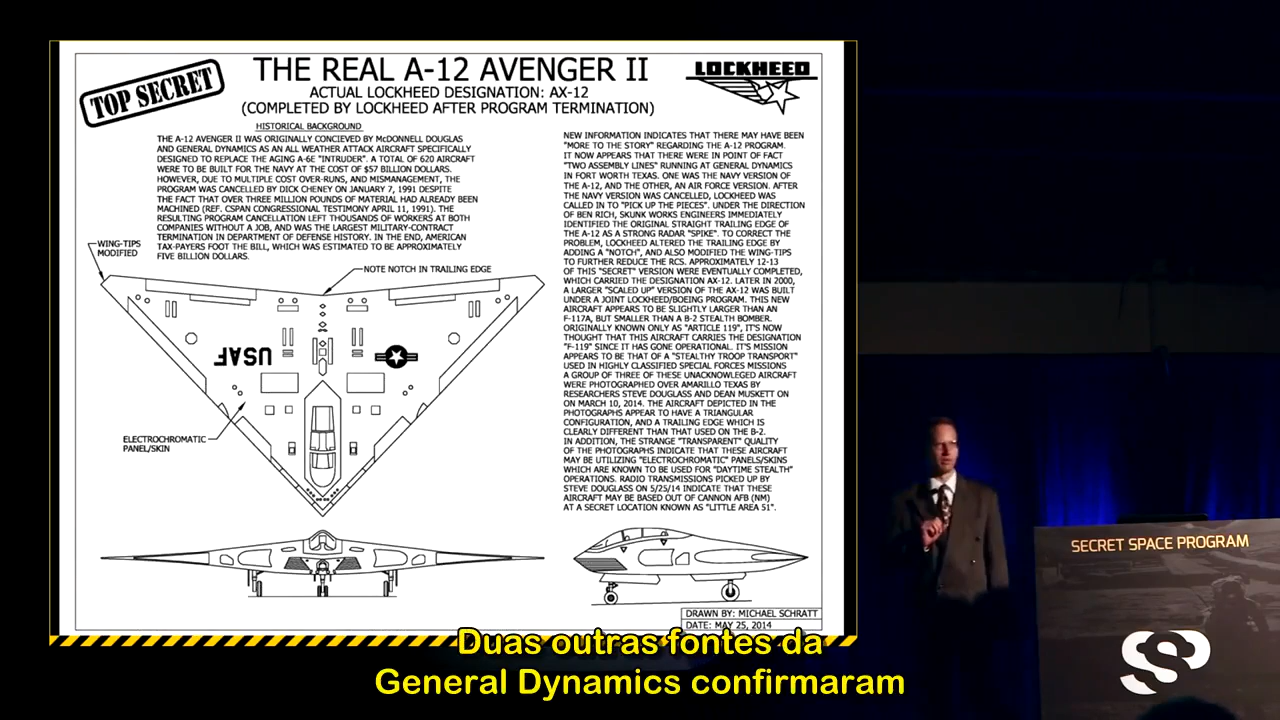 TOP SECRET
THE REAL A-12 AVENGER II
ACTUAL LOCKHEED DESIGNATION: AX-12
(COMPLETED BY LOCKHEED AFTER PROGRAM TERMINATION)
LOCKHEED
HISTORICAL BACKGROUND
THE A-12 AVENGER II WAS ORIGINALLY CONCIEVED BY McDONNELL DOUGLAS
AND GENERAL DYNAMICS AS AN ALL WEATHER ATTACK AIRCRAFT SPECIFICALLY
DESIGNED TO REPLACE THE AGING A-6E "INTRUDER". A TOTAL OF 620 AIRCRAFT
WERE TO BE BUILT FOR THE NAVY AT THE COST OF $57 BILLION DOLLARS.
HOWEVER, DUE TO MULTIPLE COST OVER-RUNS, AND MISMANAGEMENT, THE
PROGRAM WAS CANCELLED BY DICK CHENEY ON JANUARY 7, 1991 DESPITE
THE FACT THAT OVER THREE MILLION POUNDS OF MATERIAL HAD ALREADY BEEN
MACHINED (REF. CSPAN CONGRESSIONAL TESTIMONY APRIL 11, 1991). THE
RESULTING PROGRAM CANCELLATION LEFT THOUSANDS OF WORKERS AT BOTH
COMPANIES WITHOUT A JOB, AND WAS THE LARGEST MILITARY-CONTRACT
TERMINATION IN DEPARTMENT OF DEFENSE HISTORY. IN THE END, AMERICAN
TAX-PAYERS FOOT THE BILL, WHICH WAS ESTIMATED TO BE APPROXIMATELY
FIVE BILLION DOLLARS.
NEW INFORMATION INDICATES THAT THERE MAY HAVE BEEN
"MORE TO THE STORY" REGARDING THE A-12 PROGRAM.
IT NOW APPEARS THAT THERE WERE IN POINT OF FACT
"TWO ASSEMBLY LINES" RUNNING AT GENERAL DYNAMICS
IN FORT WORTH TEXAS. ONE WAS THE NAVY VERSION OF
THE A-12, AND THE OTHER, AN AIR FORCE VERSION. AFTER
THE NAVY VERSION WAS CANCELLED, LOCKHEED WAS
CALLED IN TO "PICK UP THE PIECES". UNDER THE DIRECTION
OF BEN RICH, SKUNK WORKS ENGINEERS IMMEDIATELY
IDENTIFIED THE ORIGINAL STRAIGHT TRAILING EDGE OF
THE A-12 AS A STRONG RADAR "SPIKE". TO CORRECT THE
PROBLEM, LOCKHEED ALTERED THE TRAILING EDGE BY
ADDING A "NOTCH", AND ALSO MODIFIED THE WING-TIPS
TO FURTHER REDUCE THE RCS. APPROXIMATELY 12-13
OF THIS "SECRET" VERSION WERE EVENTUALLY COMPLETED,
WHICH CARRIED THE DESIGNATION AX-12. LATER IN 2000,
A LARGER "SCALED UP" VERSION OF THE AX-12 WAS BUILT
UNDER A JOINT LOCKHEED/BOEING PROGRAM. THIS NEW
AIRCRAFT APPEARS TO BE SLIGHTLY LARGER THAN AN
F-117A, BUT SMALLER THAN A B-2 STEALTH BOMBER.
ORIGINALLY KNOWN ONLY AS "ARTICLE 119", IT'S NOW
THOUGHT THAT THIS AIRCRAFT CARRIES THE DESIGNATION
"F-119" SINCE IT HAS GONE OPERATIONAL. IT'S MISSION
APPEARS TO BE THAT OF A "STEALTHY TROOP TRANSPORT"
USED IN HIGHLY CLASSIFIED SPECIAL FORCES MISSIONS
A GROUP OF THREE OF THESE UNACKNOWLEGED AIRCRAFT
WERE PHOTOGRAPHED OVER AMARILLO TEXAS BY
RESEARCHERS STEVE DOUGLASS AND DEAN MUSKETT ON
ON MARCH 10, 2014. THE AIRCRAFT DEPICTED IN THE
PHOTOGRAPHS APPEAR TO HAVE A TRIANGULAR
CONFIGURATION, AND A TRAILING EDGE WHICH IS
CLEARLY DIFFERENT THAN THAT USED ON THE B-2.
IN ADDITION, THE STRANGE "TRANSPARENT" QUALITY
OF THE PHOTOGRAPHS INDICATE THAT THESE AIRCRAFT
MAY BE UTILIZING "ELECTROCHROMATIC" PANELS/SKINS
WHICH ARE KNOWN TO BE USED FOR "DAYTIME STEALTH"
OPERATIONS. RADIO TRANSMISSIONS PICKED UP BY
STEVE DOUGLASS ON 5/25/14 INDICATE THAT THESE
AIRCRAFT MAY BE BASED OUT OF CANNON AFB (NM)
AT A SECRET LOCATION KNOWN AS "LITTLE AREA 51".
WING-TIPS
MODIFIED
NOTE NOTCH IN TRAILING EDGE
USAF
ELECTROCHROMATIC
PANEL/SKIN
DRAWN BY: MICHAEL SCHRATT
DATE: MAY 25, 2014
SECRET SPACE PROGRAM
SSP
Duas outras fontes da
General Dynamics confirmaram